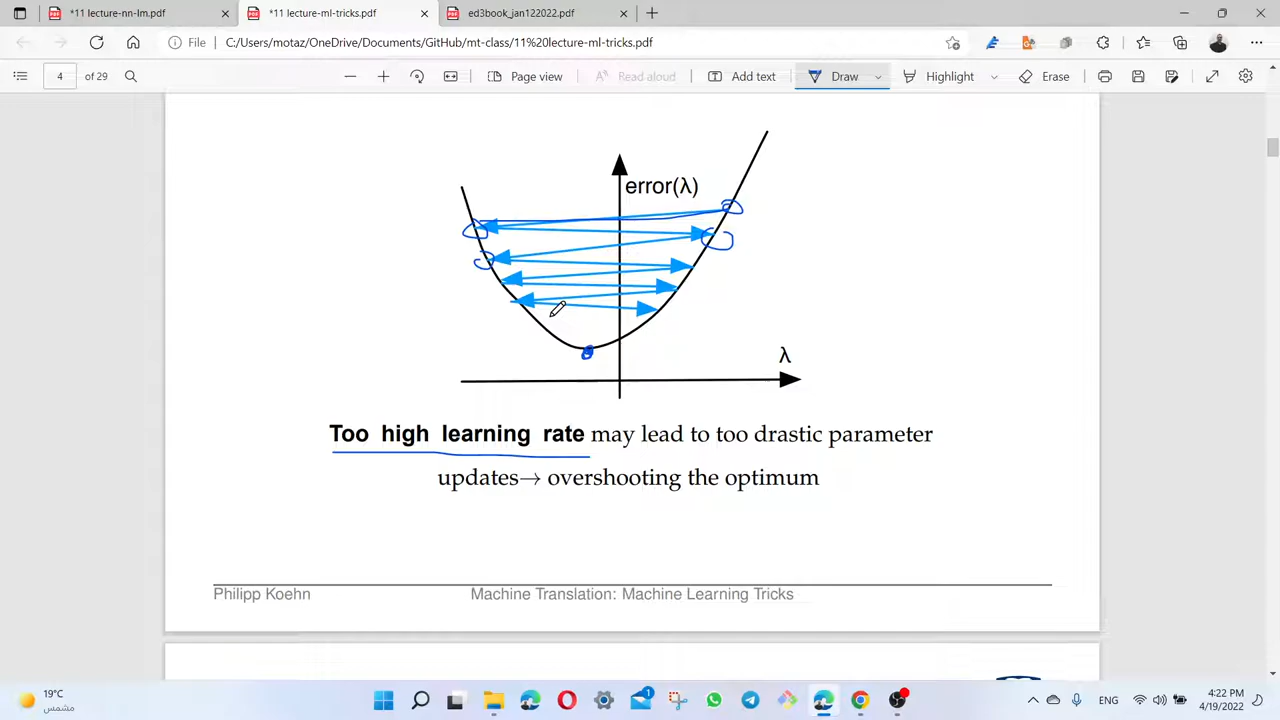 *11 lecture-nn-lm.pdf
*11 lecture-ml-tricks.pdf
ed3book_jan122022.pdf
File
C:/Users/motaz/OneDrive/Documents/GitHub/mt-class/11%20lecture-ml-tricks.pdf
4 of 29
Page view
Read aloud
Add text
Draw
Highlight
Erase
error(λ)
λ
Too high learning rate may lead to too drastic parameter
updates→ overshooting the optimum
Philipp Koehn
Machine Translation: Machine Learning Tricks
19°C
مشمس
1
ENG
4:22 PM
4/19/2022